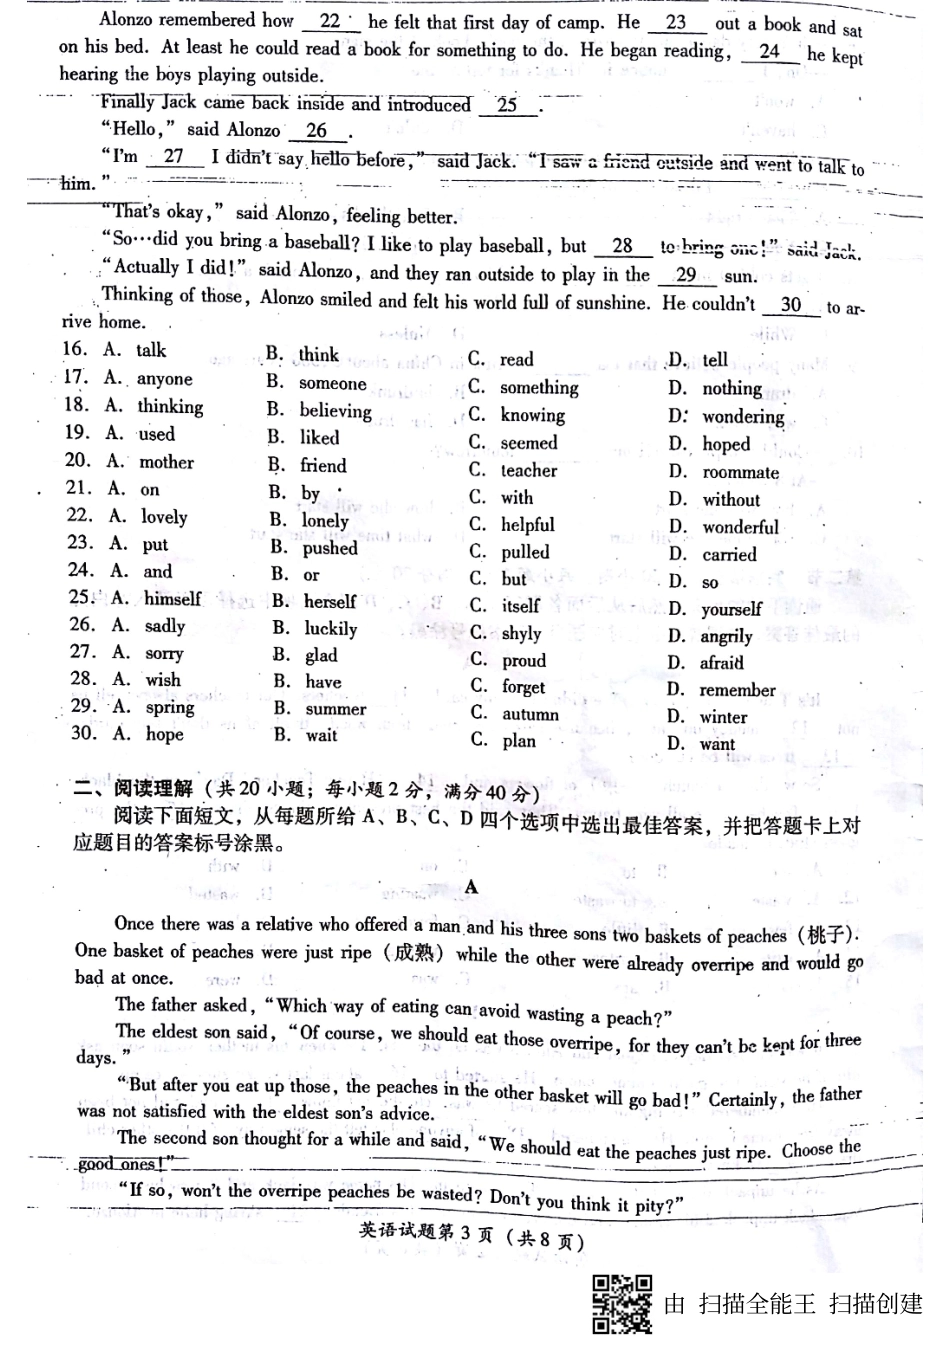 Alonzo remembered how 22 he felt that first day of camp. He 23 out a book and sat
on his bed. At least he could read a book for something to do. He began reading, 24 he kept
hearing the boys playing outside.
Finally Jack came back inside and introduced 25 .
“Hello,” said Alonzo 26 .
“I'm 27 I didn't say hello before,” said Jack. “I saw a friend outside and went to talk to
him.”
“That's okay,” said Alonzo, feeling better.
“So…did you bring a baseball? I like to play baseball, but 28 to bring one!” said Jack.
“Actually I did!” said Alonzo, and they ran outside to play in the 29 sun.
Thinking of those, Alonzo smiled and felt his world full of sunshine. He couldn't 30 to ar-
rive home.
16. A. talk B. think C. read D. tell
17. A. anyone B. someone C. something D. nothing
18. A. thinking B. believing C. knowing D. wondering
19. A. used B. liked C. seemed D. hoped
20. A. mother B. friend C. teacher D. roommate
21. A. on B. by C. with D. without
22. A. lovely B. lonely C. helpful D. wonderful
23. A. put B. pushed C. pulled D. carried
24. A. and B. or C. but D. so
25. A. himself B. herself C. itself D. yourself
26. A. sadly B. luckily C. shyly D. angrily
27. A. sorry B. glad C. proud D. afraid
28. A. wish B. have C. forget D. remember
29. A. spring B. summer C. autumn D. winter
30. A. hope B. wait C. plan D. want
二、阅读理解（共20小题；每小题2分，满分40分）
阅读下面短文，从每题所给A、B、C、D四个选项中选出最佳答案，并把答题卡上对
应题目的答案标号涂黑。
A
Once there was a relative who offered a man and his three sons two baskets of peaches（桃子）.
One basket of peaches were just ripe（成熟）while the other were already overripe and would go
bad at once.
The father asked, “Which way of eating can avoid wasting a peach?”
The eldest son said, “Of course, we should eat those overripe, for they can't be kept for three
days.”
“But after you eat up those, the peaches in the other basket will go bad!” Certainly, the father
was not satisfied with the eldest son's advice.
The second son thought for a while and said, “We should eat the peaches just ripe. Choose the
good ones!”
“If so, won't the overripe peaches be wasted? Don't you think it pity?”
英语试题第3页（共8页）
由 扫描全能王 扫描创建